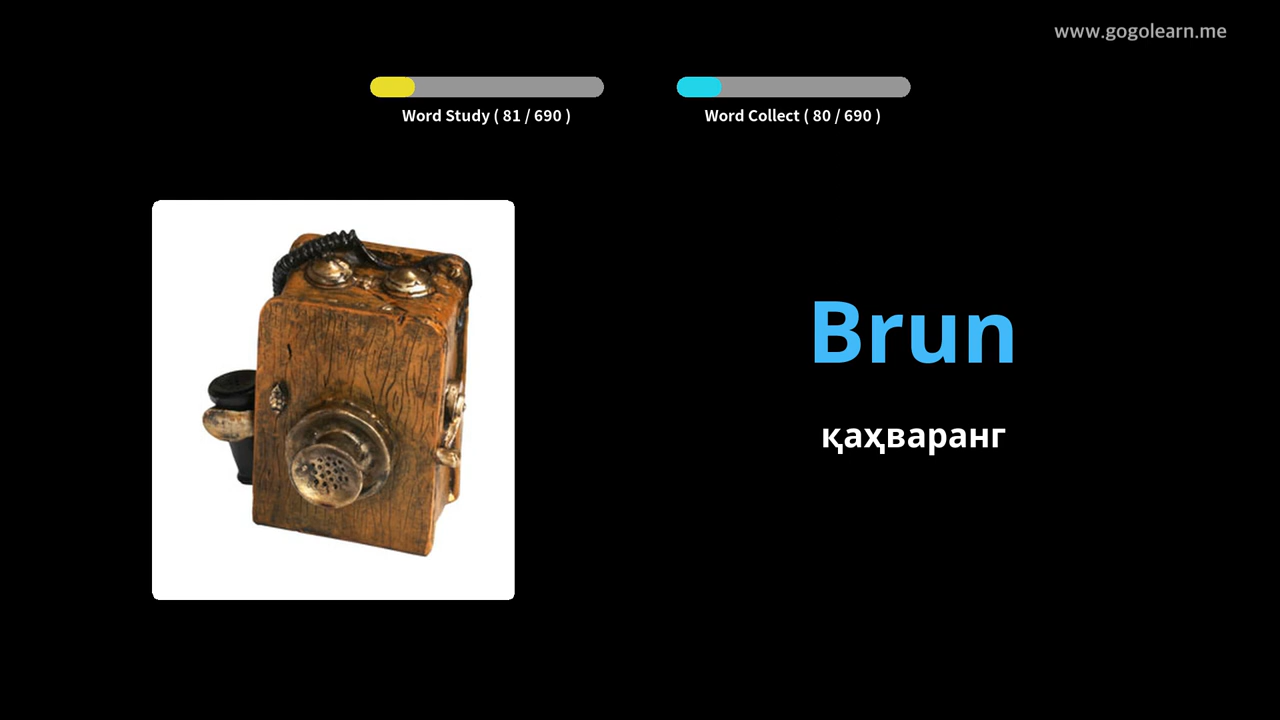 www.gogolearn.me
Word Study ( 81 / 690 )
Word Collect ( 80 / 690 )
Brun
қаҳваранг